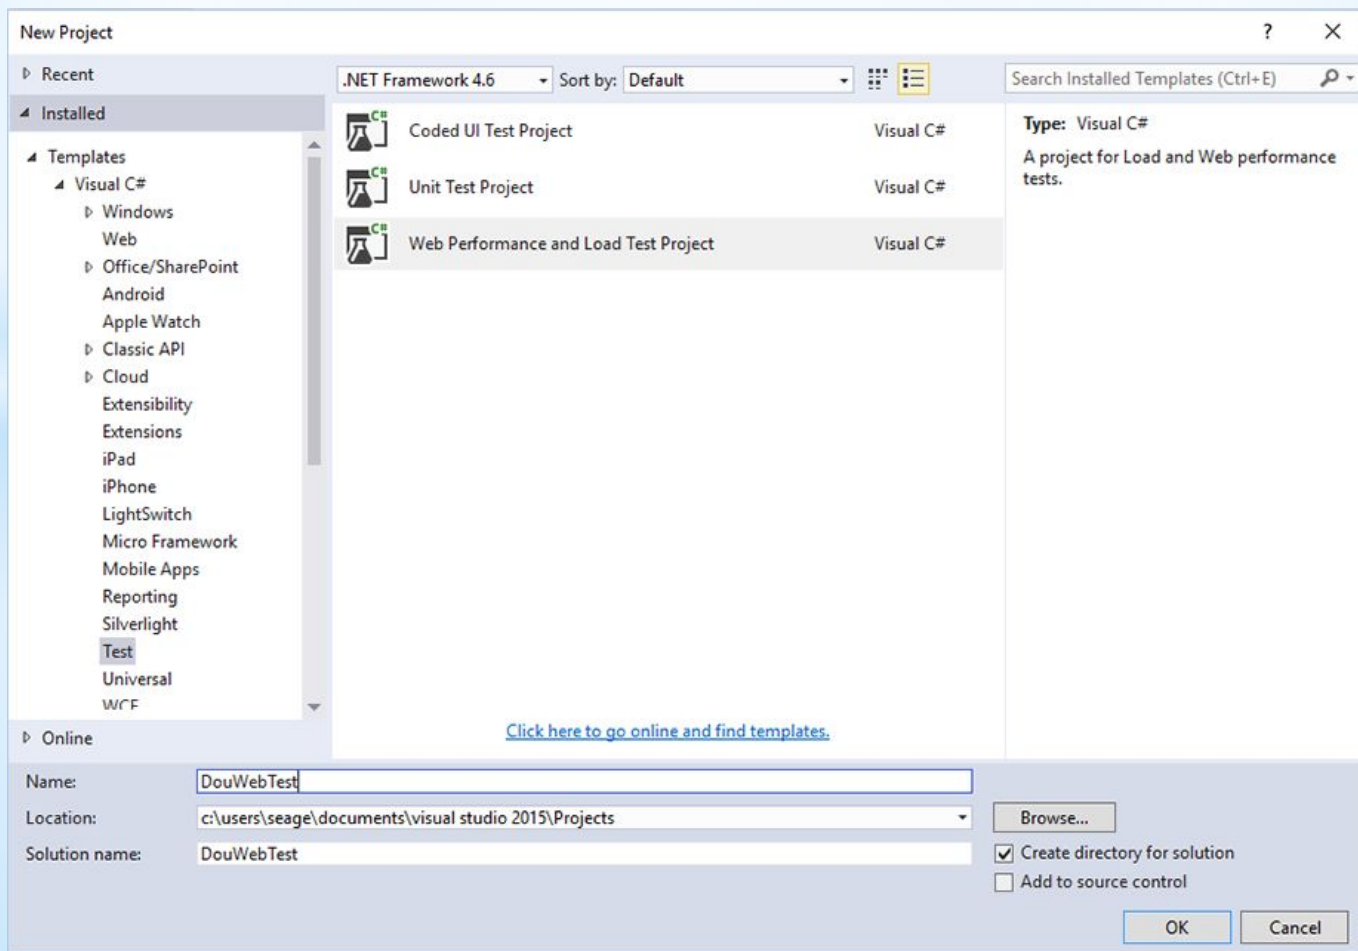 New Project
?
Recent
.NET Framework 4.6 Sort by: Default
Search Installed Templates (Ctrl+E)
Installed
Templates
Visual C#
Windows
Web
Office/SharePoint
Android
Apple Watch
Classic API
Cloud
Extensibility
Extensions
iPad
iPhone
LightSwitch
Micro Framework
Mobile Apps
Reporting
Silverlight
Test
Universal
WCF
Online
C# Coded UI Test Project Visual C#
C# Unit Test Project Visual C#
C# Web Performance and Load Test Project Visual C#
Click here to go online and find templates.
Type: Visual C#
A project for Load and Web performance
tests.
Name: DouWebTest
Location: c:\users\seage\documents\visual studio 2015\Projects
Browse...
Solution name: DouWebTest
Create directory for solution
Add to source control
OK Cancel